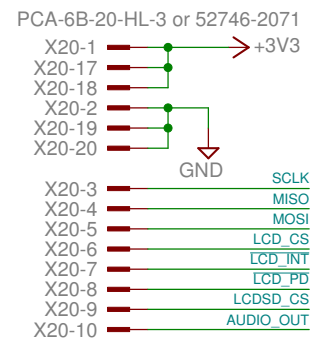 PCA-6B-20-HL-3 or 52746-2071
X20-1
+3V3
X20-17
X20-18
X20-2
X20-19
X20-20
GND
X20-3 SCLK
X20-4 MISO
X20-5 MOSI
X20-6 LCD_CS
X20-7 LCD_INT
X20-8 LCD_PD
X20-9 LCDSD_CS
X20-10 AUDIO_OUT